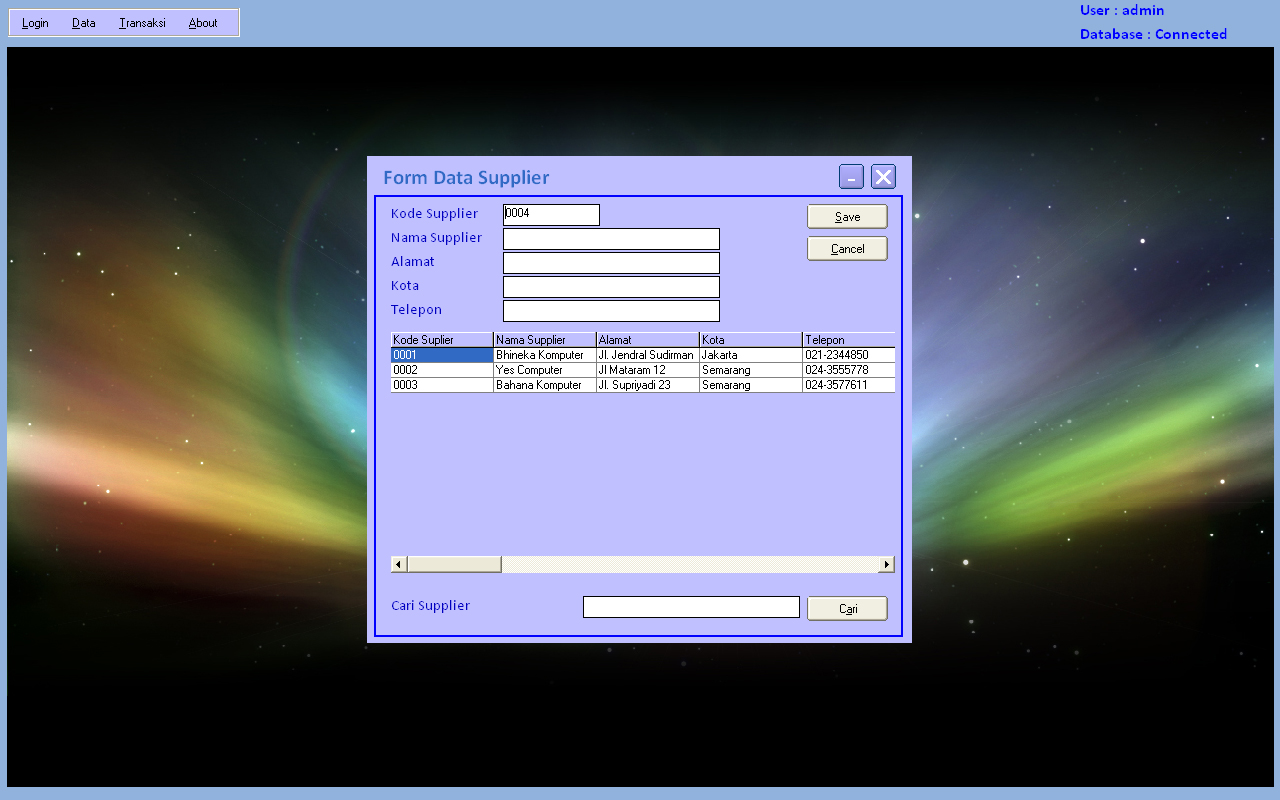 Login Data Transaksi About
User : admin
Database : Connected
Form Data Supplier
Kode Supplier 0004 Save
Nama Supplier
Cancel
Alamat
Kota
Telepon
Kode Suplier Nama Supplier Alamat Kota Telepon
0001 Bhineka Komputer Jl. Jendral Sudirman Jakarta 021-2344850
0002 Yes Computer Jl Mataram 12 Semarang 024-3555778
0003 Bahana Komputer Jl. Supriyadi 23 Semarang 024-3577611
Cari Supplier Cari